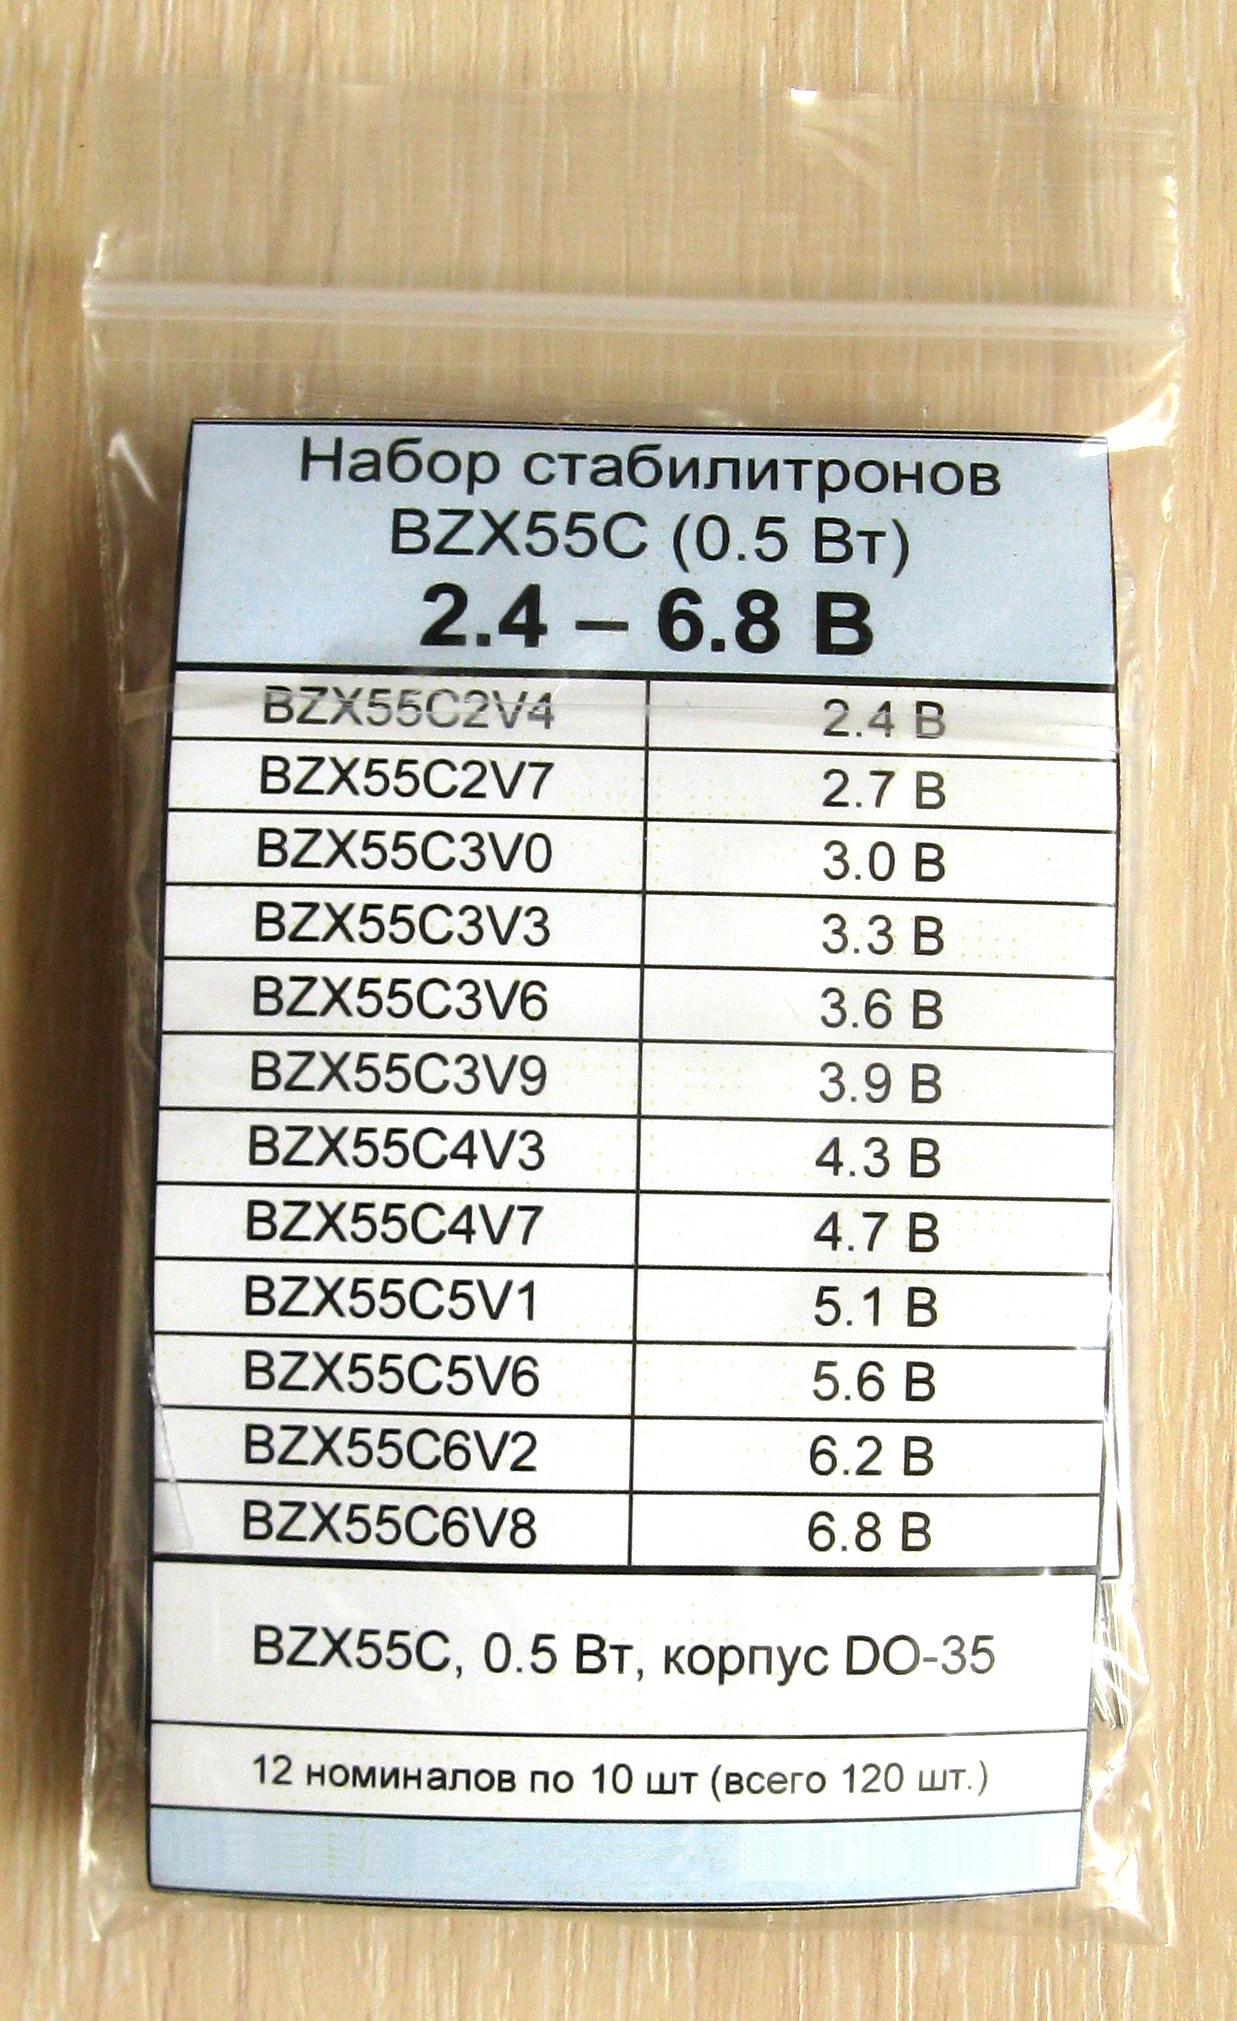 Набор стабилитронов
BZX55C (0.5 Вт)
2.4 – 6.8 В
BZX55C2V4 2.4 В
BZX55C2V7 2.7 В
BZX55C3V0 3.0 В
BZX55C3V3 3.3 В
BZX55C3V6 3.6 В
BZX55C3V9 3.9 В
BZX55C4V3 4.3 В
BZX55C4V7 4.7 В
BZX55C5V1 5.1 В
BZX55C5V6 5.6 В
BZX55C6V2 6.2 В
BZX55C6V8 6.8 В
BZX55C, 0.5 Вт, корпус DO-35
12 номиналов по 10 шт (всего 120 шт.)